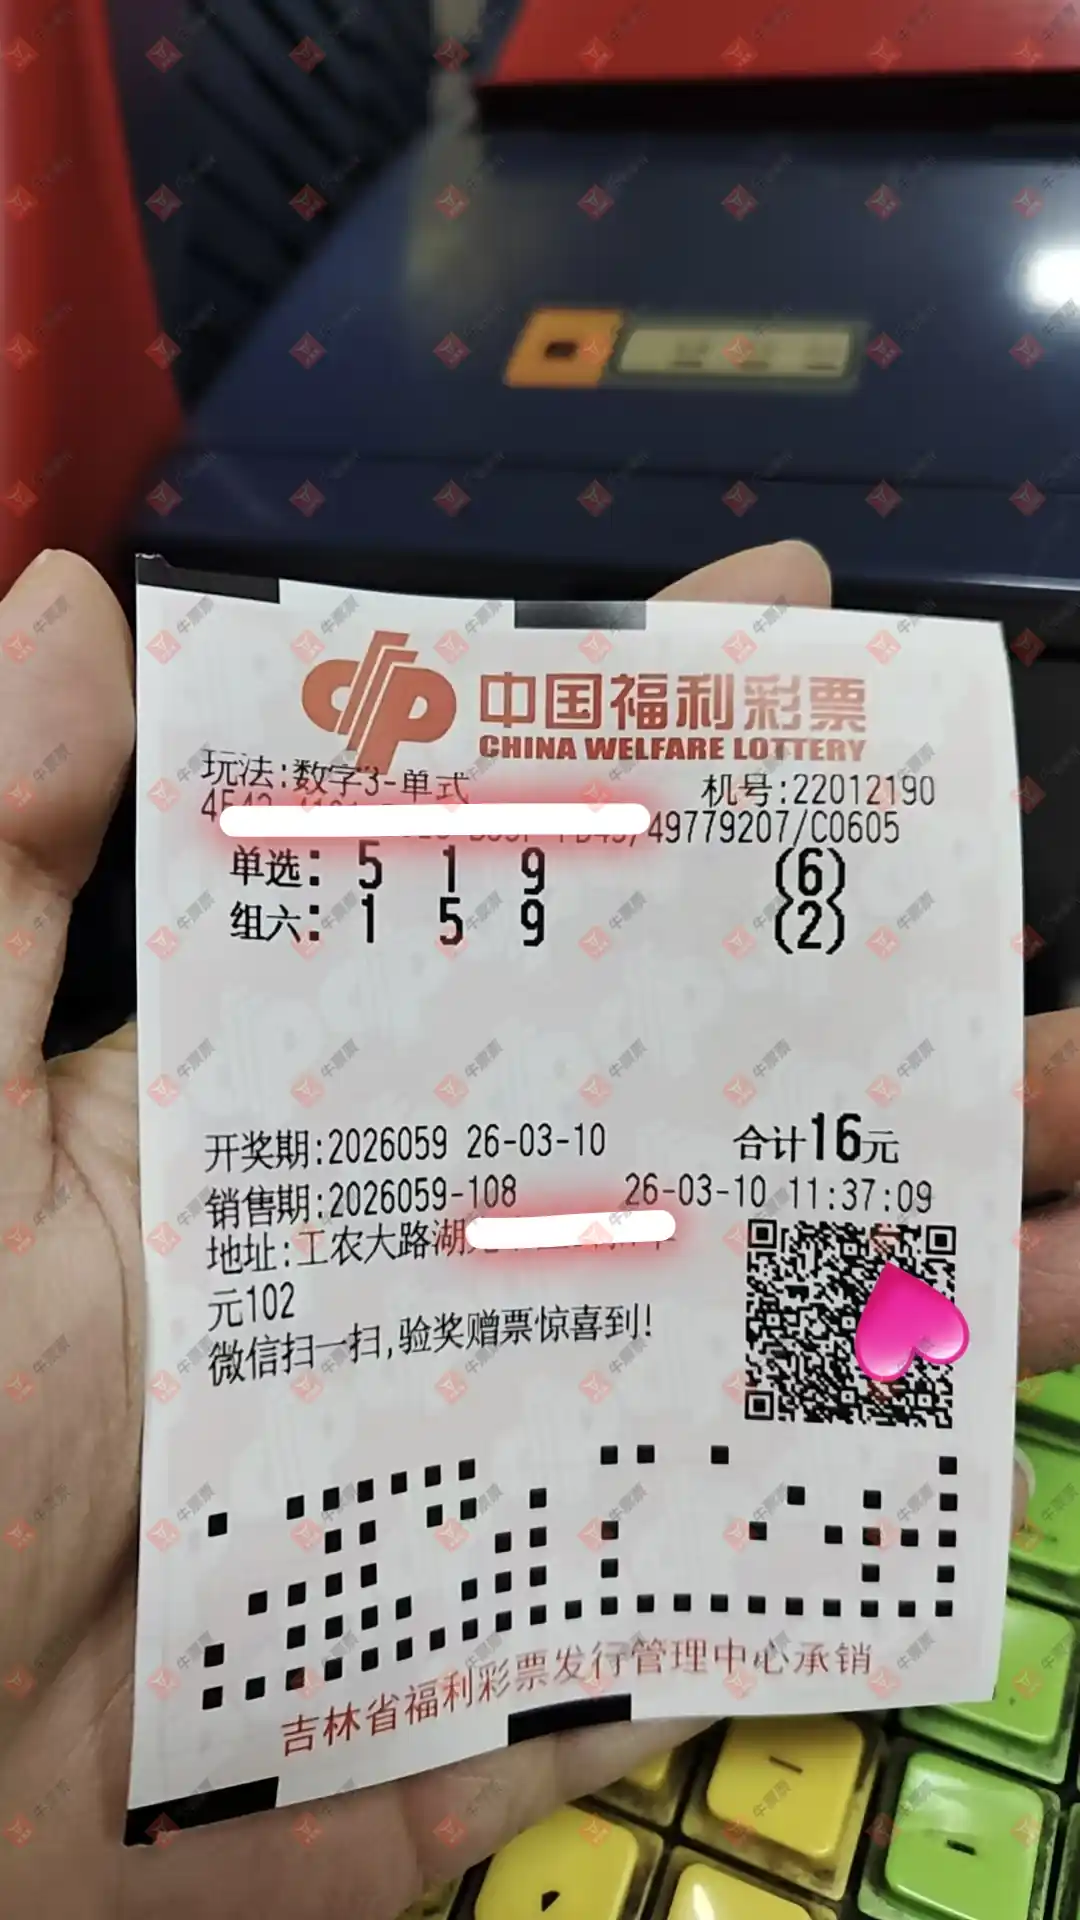 中国福利彩票
CHINA WELFARE LOTTERY
玩法:数字3-单式 机号:22012190
/49779207/C0605
单选: 5 1 9 (6)
组六: 1 5 9 (2)
开奖期:2026059 26-03-10 合计16元
销售期:2026059-108 26-03-10 11:37:09
地址:工农大路湖
元102
微信扫一扫,验奖赠票惊喜到!
吉林省福利彩票发行管理中心承销
牛票票